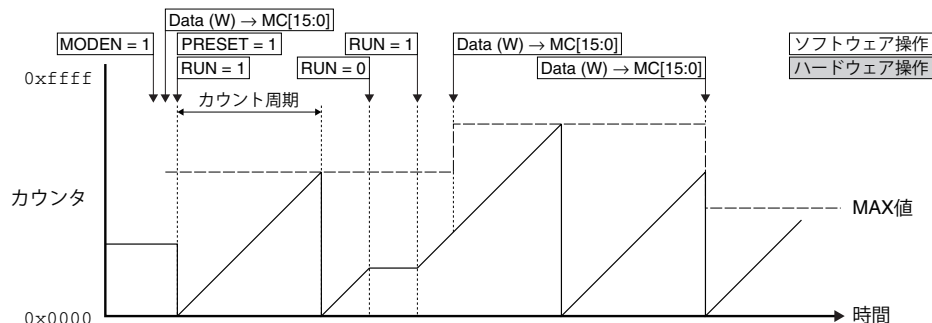 Data (W) → MC[15:0]
MODEN = 1
PRESET = 1
RUN = 1
RUN = 1
RUN = 0
Data (W) → MC[15:0]
Data (W) → MC[15:0]
ソフトウェア操作
ハードウェア操作
0xffff
カウント周期
カウンタ
MAX値
0x0000
時間